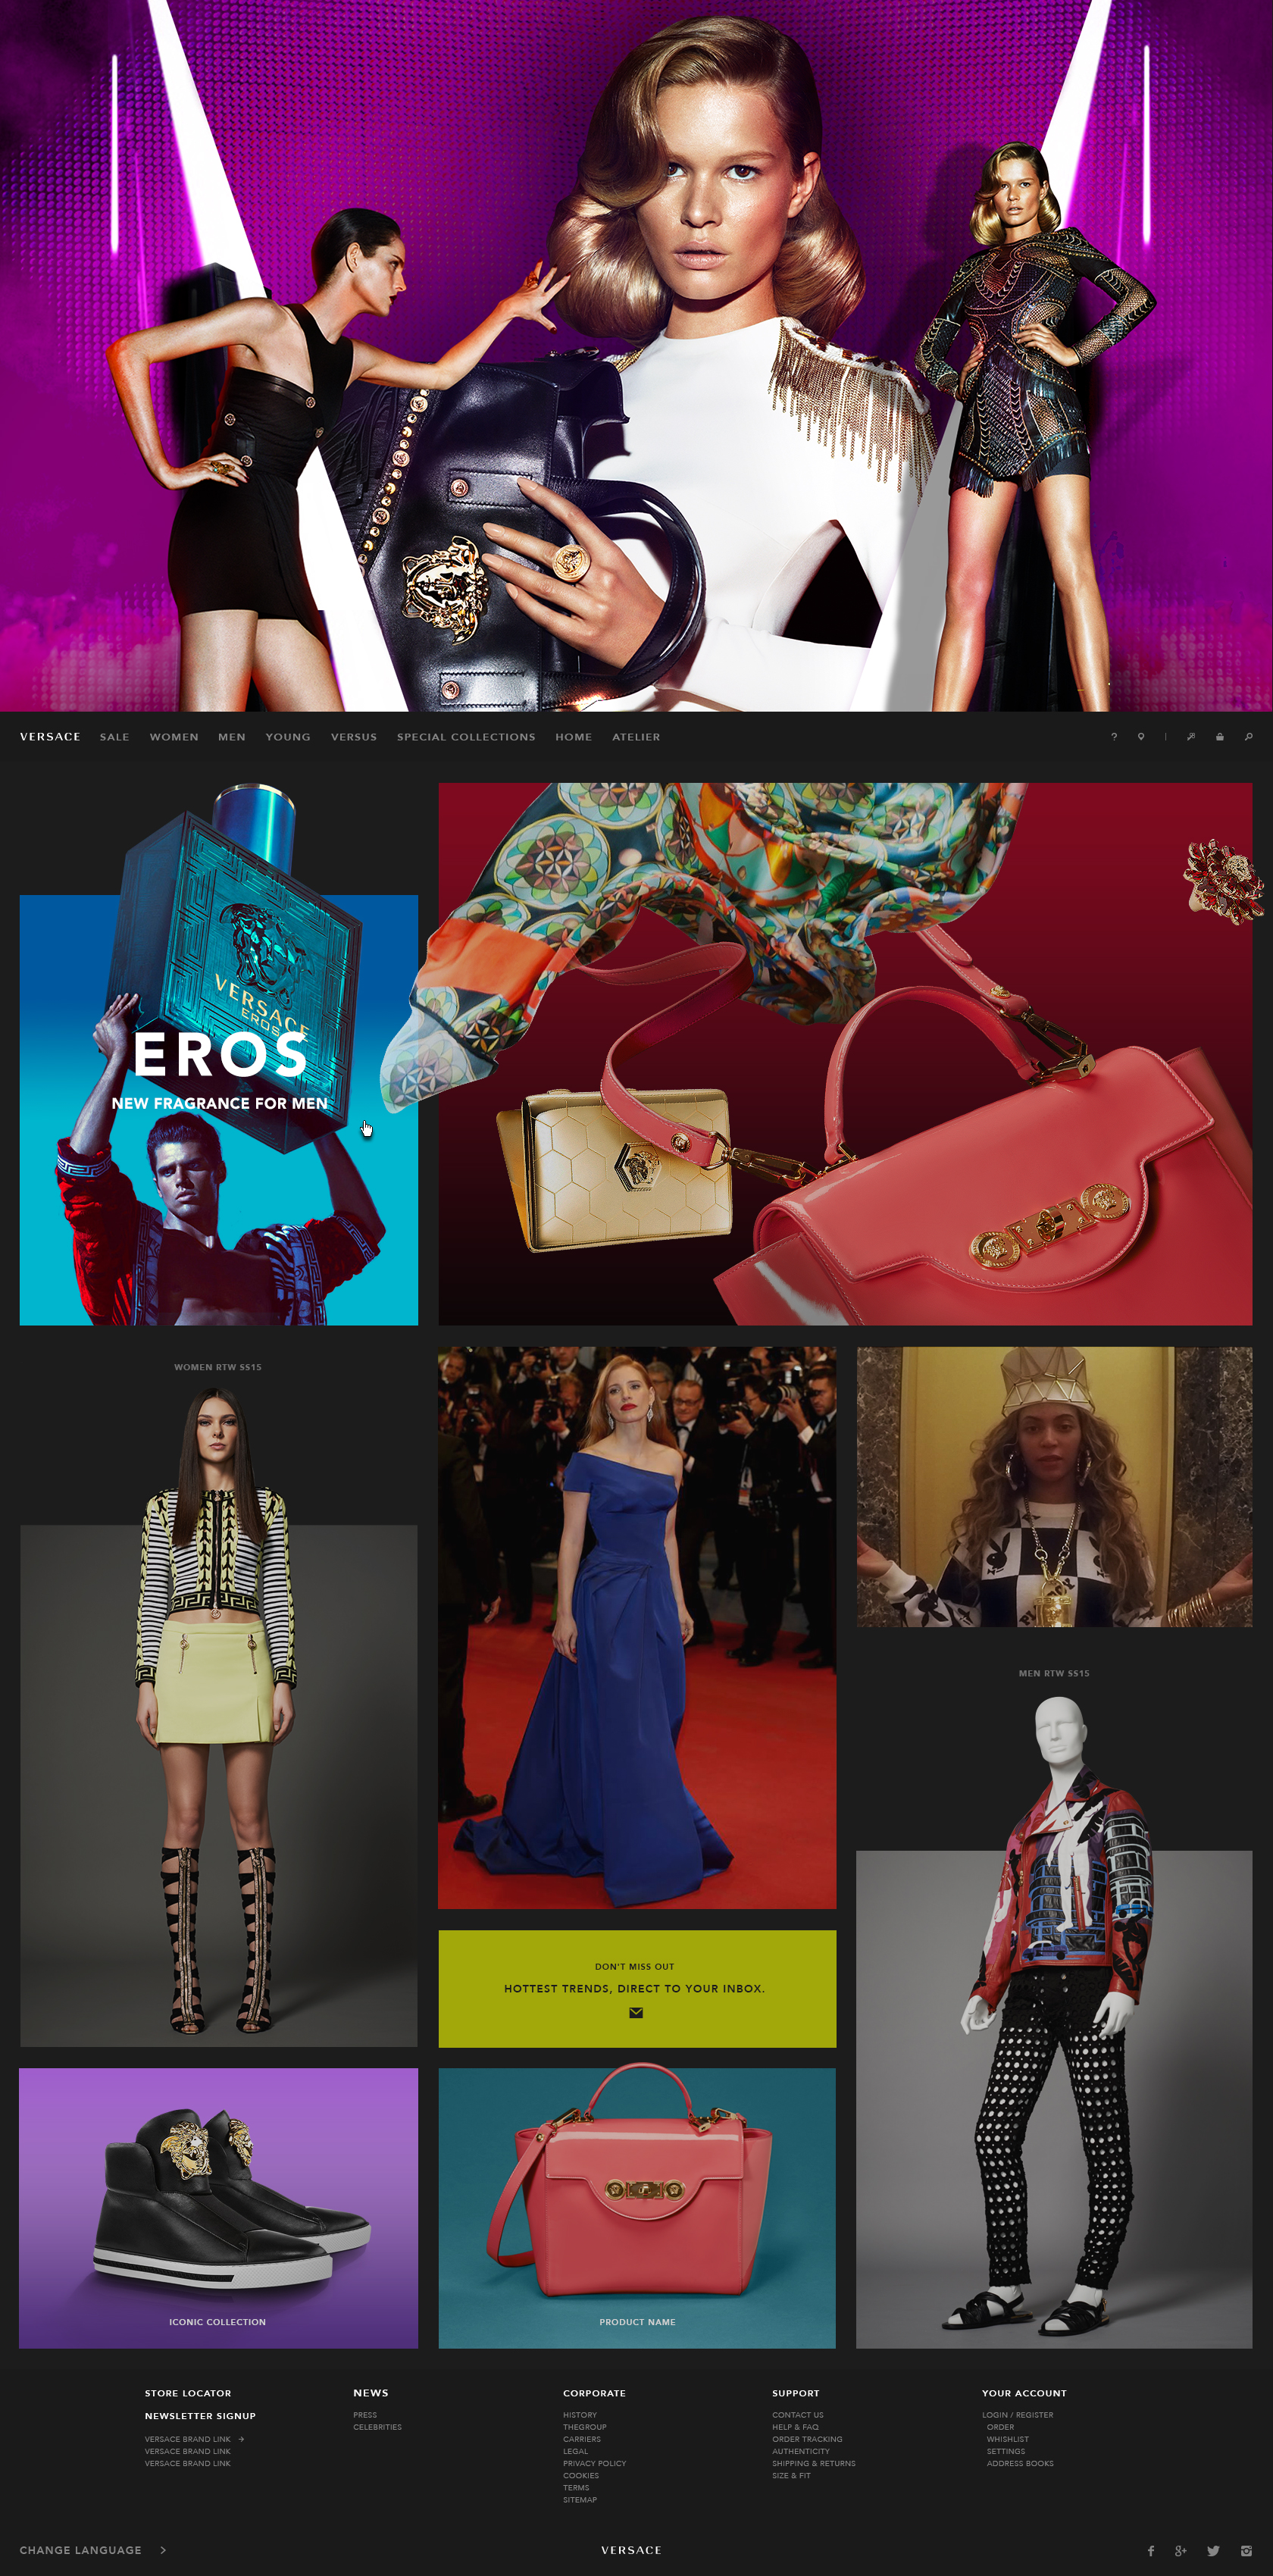 VERSACE SALE WOMEN MEN YOUNG VERSUS SPECIAL COLLECTIONS HOME ATELIER
VERSACE
EROS
EROS
NEW FRAGRANCE FOR MEN
WOMEN RTW SS15
MEN RTW SS15
DON'T MISS OUT
HOTTEST TRENDS, DIRECT TO YOUR INBOX.
ICONIC COLLECTION
PRODUCT NAME
STORE LOCATOR
NEWSLETTER SIGNUP
VERSACE BRAND LINK →
VERSACE BRAND LINK
VERSACE BRAND LINK
NEWS
PRESS
CELEBRITIES
CORPORATE
HISTORY
THEGROUP
CARRIERS
LEGAL
PRIVACY POLICY
COOKIES
TERMS
SITEMAP
SUPPORT
CONTACT US
HELP & FAQ
ORDER TRACKING
AUTHENTICITY
SHIPPING & RETURNS
SIZE & FIT
YOUR ACCOUNT
LOGIN / REGISTER
ORDER
WHISHLIST
SETTINGS
ADDRESS BOOKS
CHANGE LANGUAGE >
VERSACE